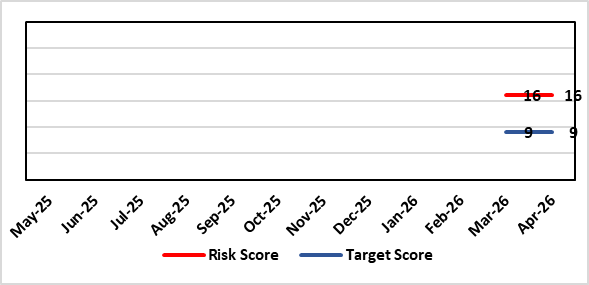 16 16
9 9
May-25 Jun-25 Jul-25 Aug-25 Sep-25 Oct-25 Nov-25 Dec-25 Jan-26 Feb-26 Mar-26 Apr-26
Risk Score Target Score